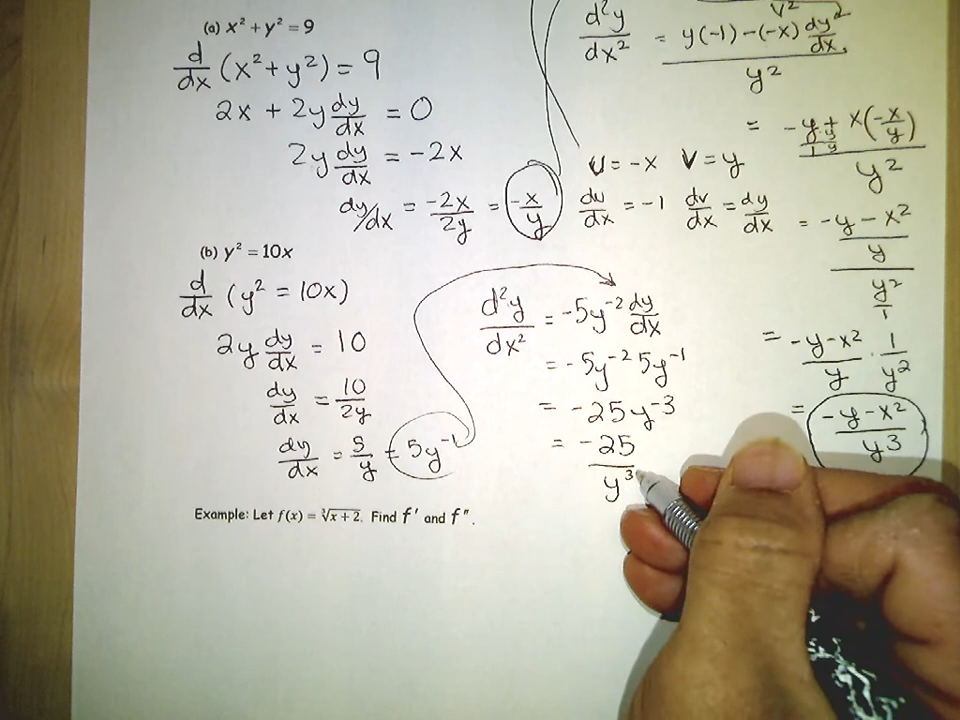 (a) x² + y² = 9
d/dx (x² + y²) = 9
2x + 2y dy/dx = 0
2y dy/dx = -2x
dy/dx = -2x/2y = -x/y
v²
d²y/dx² = (y(-1) - (-x) dy/dx)/y²
u = -x v = y
du/dx = -1 dv/dx = dy/dx
= -y/1 y/y + x(-x/y) / y²
= (-y - x²)/y / y²/1
= (-y-x²)/y · 1/y²
= (-y-x²)/y³
(b) y² = 10x
d/dx (y² = 10x)
2y dy/dx = 10
dy/dx = 10/2y
dy/dx = 5/y = 5y⁻¹
d²y/dx² = -5y⁻² dy/dx
= -5y⁻² 5y⁻¹
= -25y⁻³
= -25/y³
Example: Let f(x) = ∛x + 2. Find f′ and f″.